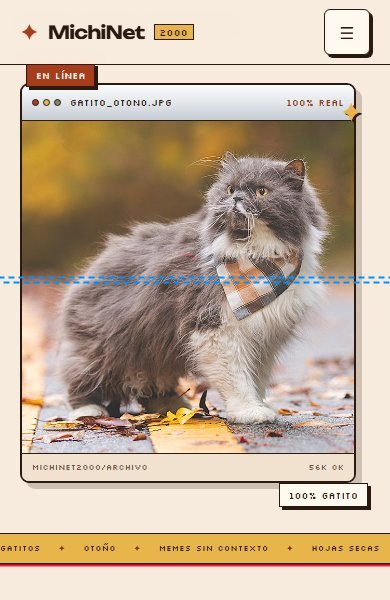 MichiNet 2000
EN LÍNEA
GATITO_OTONO.JPG 100% REAL
MICHINET2000/ARCHIVO 56K OK
100% GATITO
GATITOS ✦ OTOÑO ✦ MEMES SIN CONTEXTO ✦ HOJAS SECAS